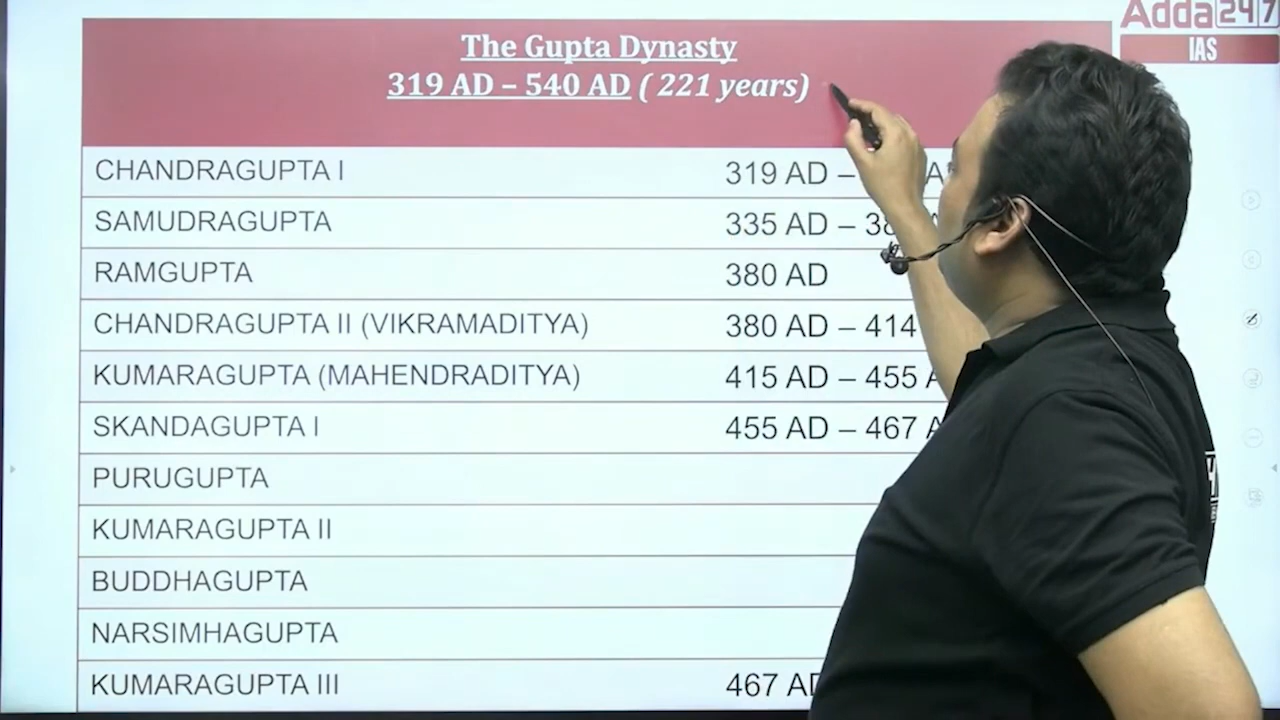 Adda247
IAS
The Gupta Dynasty
319 AD – 540 AD ( 221 years)
CHANDRAGUPTA I 319 AD –
SAMUDRAGUPTA 335 AD –
RAMGUPTA 380 AD
CHANDRAGUPTA II (VIKRAMADITYA) 380 AD – 414
KUMARAGUPTA (MAHENDRADITYA) 415 AD – 455
SKANDAGUPTA I 455 AD – 467
PURUGUPTA
KUMARAGUPTA II
BUDDHAGUPTA
NARSIMHAGUPTA
KUMARAGUPTA III 467 AD